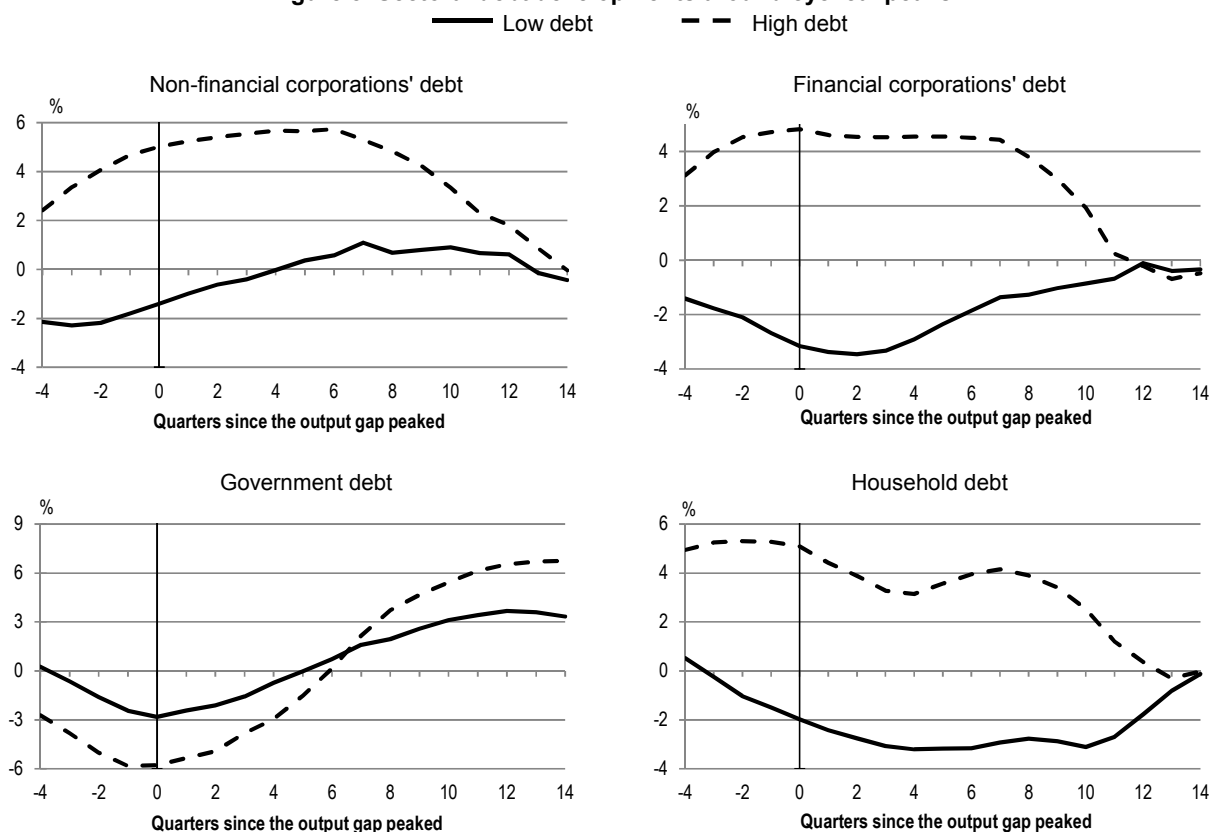 Low debt High debt
Non-financial corporations' debt
%
6
4
2
0
-2
-4
-4 -2 0 2 4 6 8 10 12 14
Quarters since the output gap peaked
Financial corporations' debt
%
4
2
0
-2
-4
-4 -2 0 2 4 6 8 10 12 14
Quarters since the output gap peaked
Government debt
%
9
6
3
0
-3
-6
-4 -2 0 2 4 6 8 10 12 14
Quarters since the output gap peaked
Household debt
%
6
4
2
0
-2
-4
-4 -2 0 2 4 6 8 10 12 14
Quarters since the output gap peaked